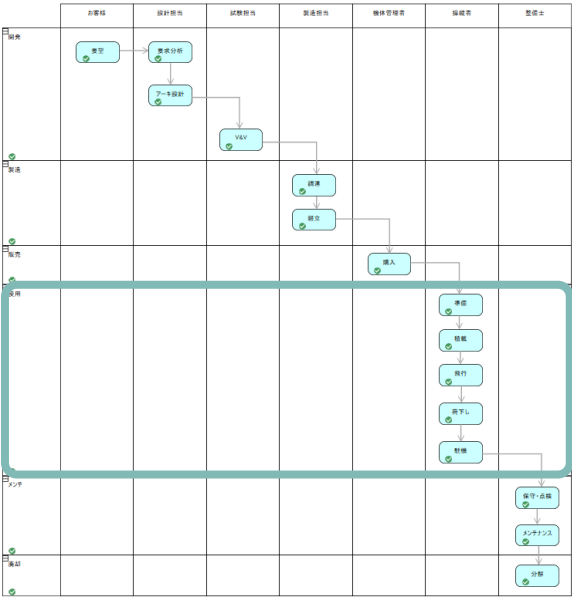 お客様 設計担当 試験担当 製造担当 機体管理者 操縦者 整備士
開発
要望 要求分析
アーキ設計
V&V
製造
調達
組立
販売
購入
使用
準備
積載
飛行
荷下し
駐機
メンテ
保守・点検
メンテナンス
廃却
分解